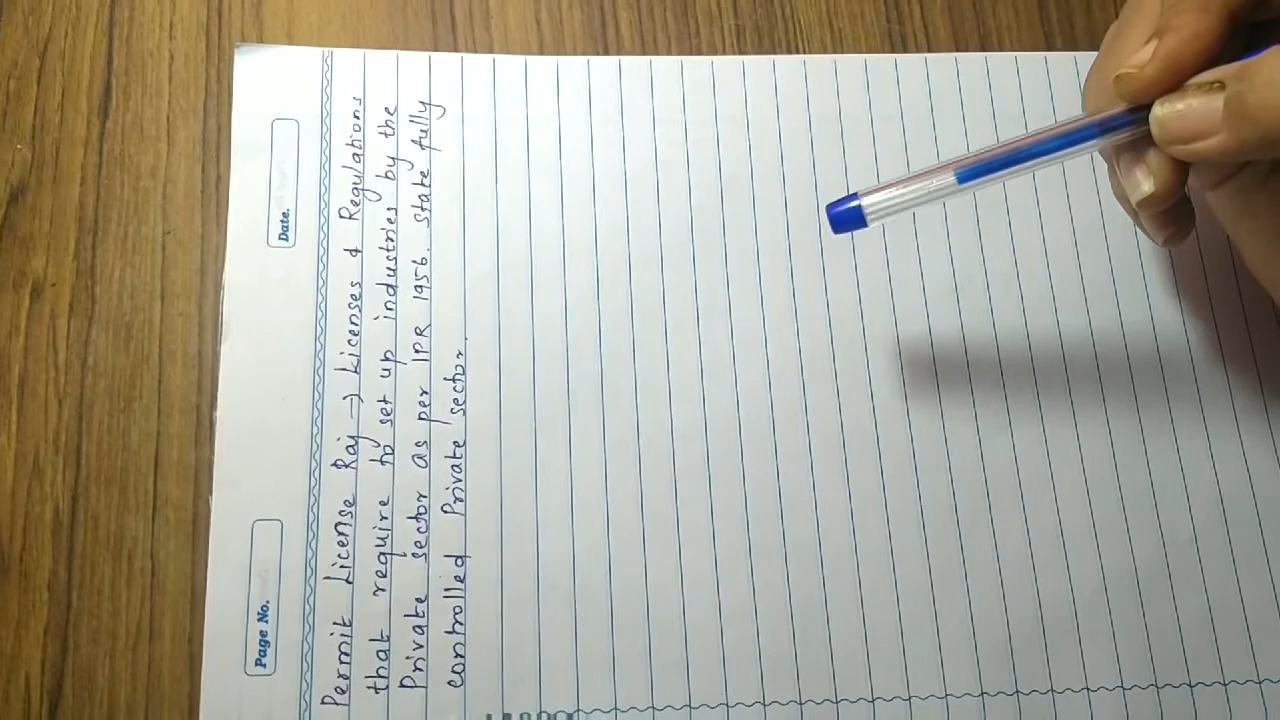 Page No.
Date.
Permit License Raj → Licenses & Regulations
that require to set up industries by the
Private sector as per IPR 1956. state fully
controlled Private sector.